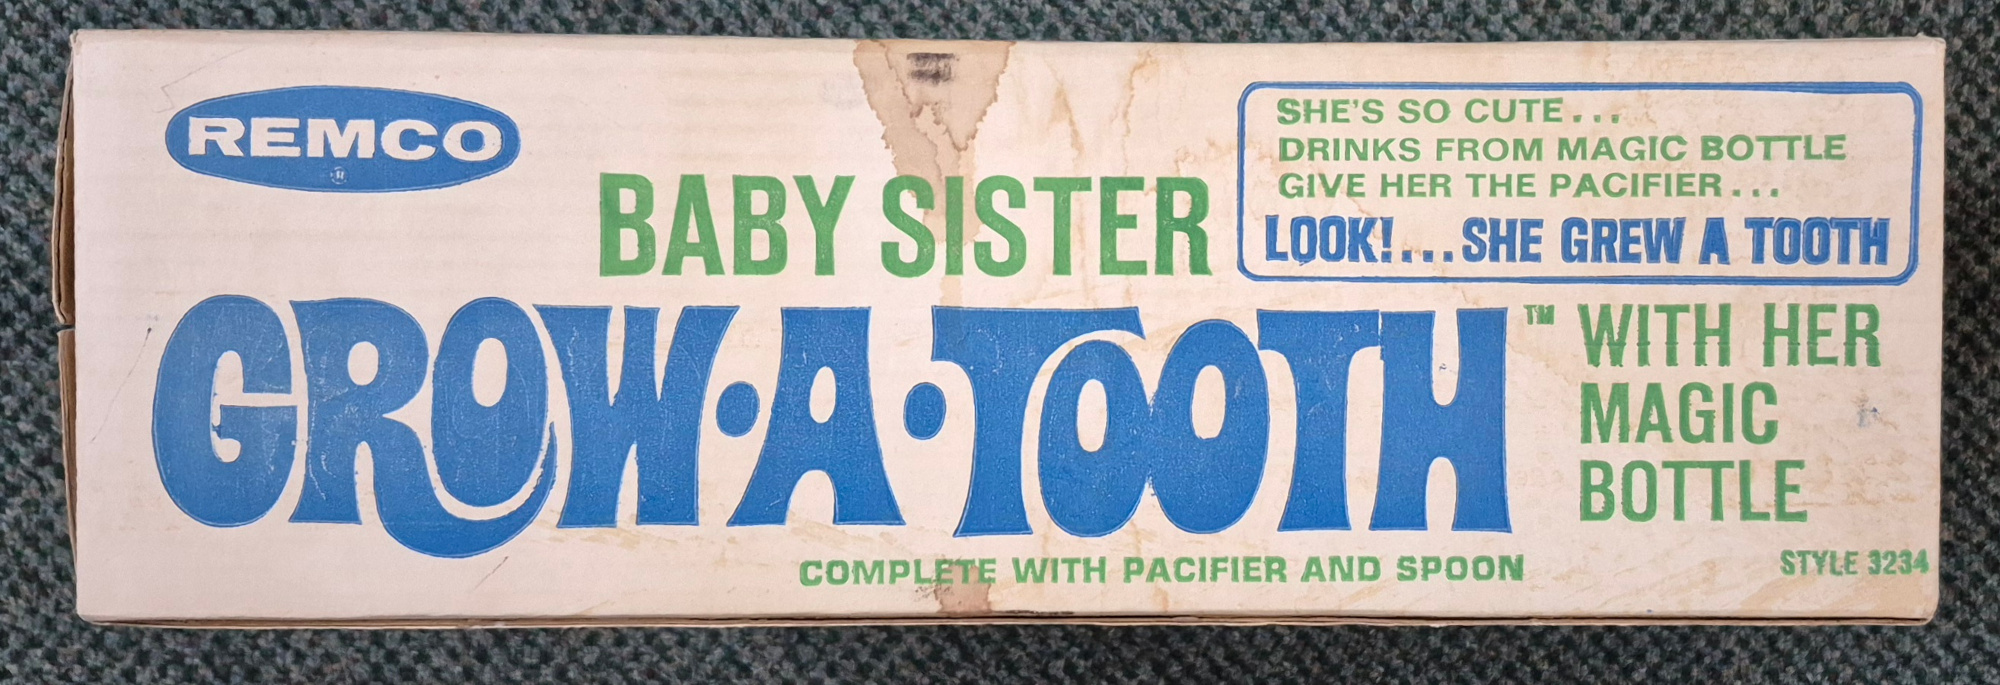 REMCO
BABY SISTER
GROW·A·TOOTH™
SHE'S SO CUTE...
DRINKS FROM MAGIC BOTTLE
GIVE HER THE PACIFIER...
LOOK!...SHE GREW A TOOTH
WITH HER
MAGIC
BOTTLE
COMPLETE WITH PACIFIER AND SPOON
STYLE 3234